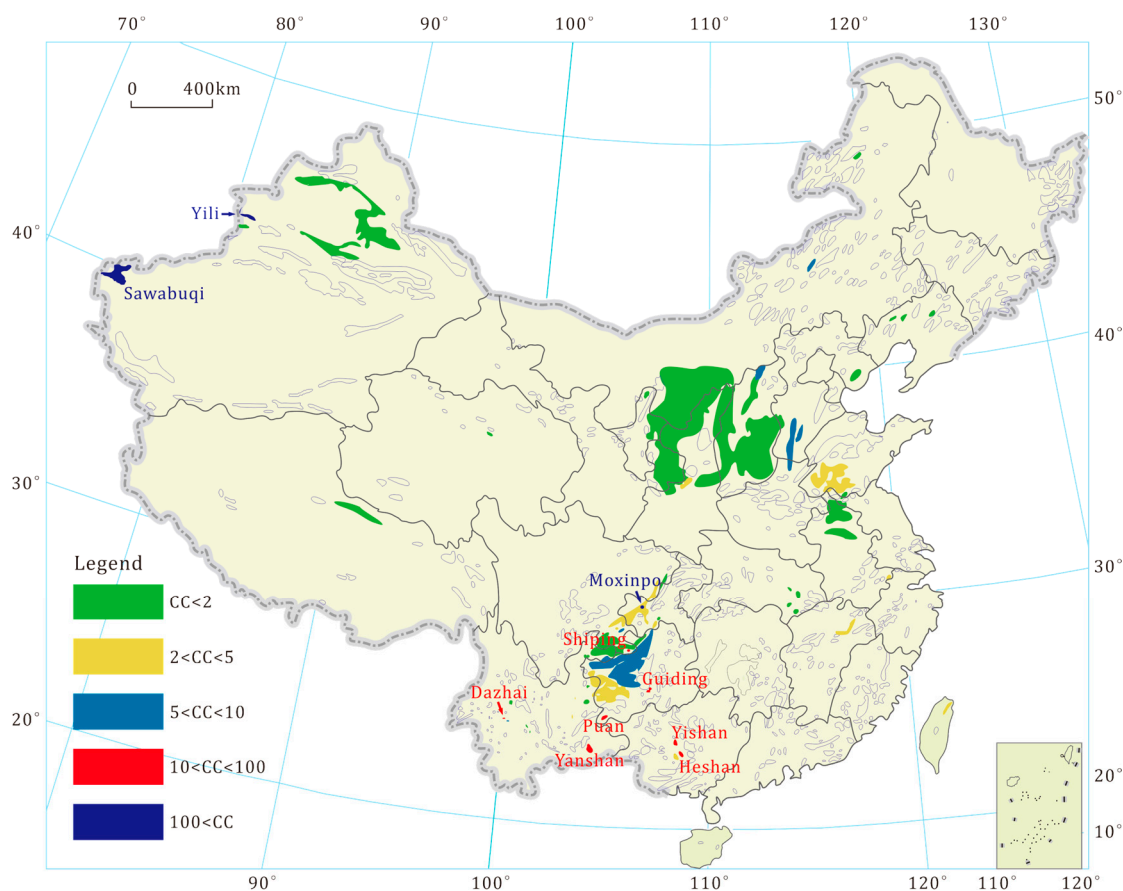 70° 80° 90° 100° 110° 120° 130°
0 400km
50°
Yili
40°
Sawabuqi
40°
30°
Legend
30°
Moxinpo
CC<2
Shiping
2<CC<5
Guiding
Dazhai
5<CC<10
20°
Puan
Yishan
Yanshan
Heshan
10<CC<100
20°
100<CC
10°
90° 100° 110° 120° 110° 120°